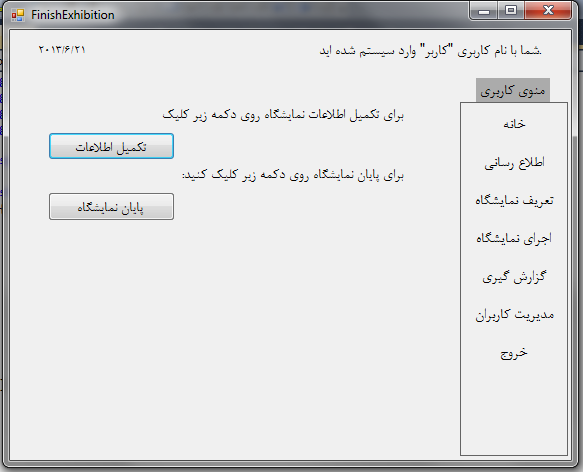 FinishExhibition
شما با نام کاربری "کاربر" وارد سیستم شده اید.
۲۰۱۳/۶/۲۱
منوی کاربری
خانه
اطلاع رسانی
تعریف نمایشگاه
اجرای نمایشگاه
گزارش گیری
مدیریت کاربران
خروج
برای تکمیل اطلاعات نمایشگاه روی دکمه زیر کلیک
تکمیل اطلاعات
برای پایان نمایشگاه روی دکمه زیر کلیک کنید:
پایان نمایشگاه